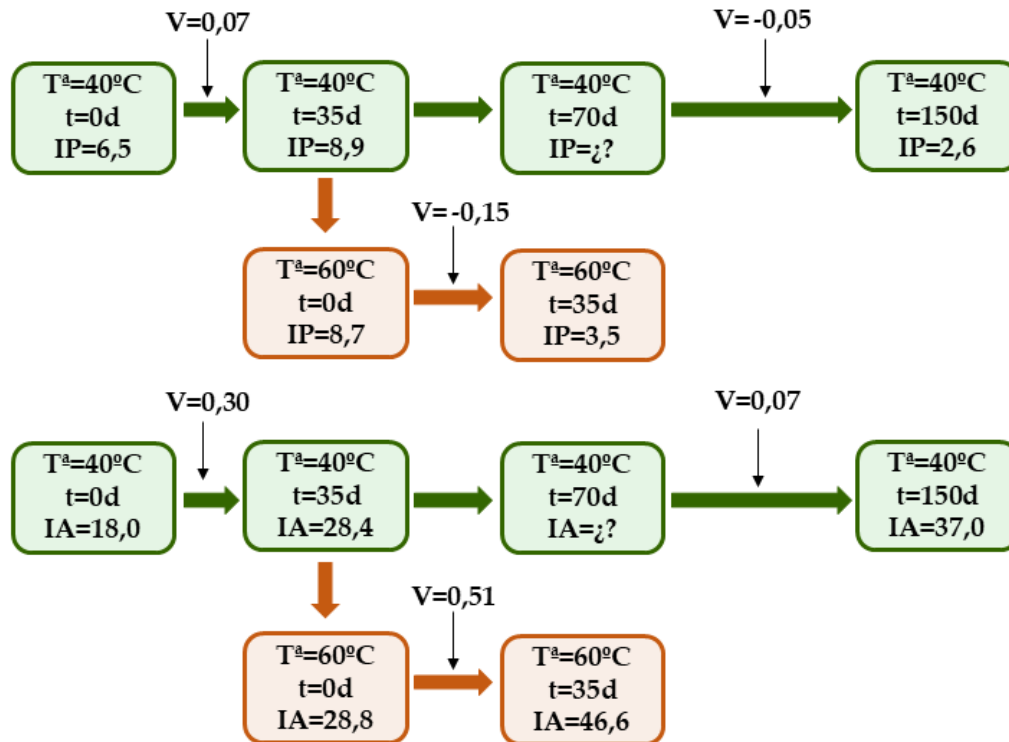 V=0,07
V= -0,05
Tª=40ºC
t=0d
IP=6,5
Tª=40ºC
t=35d
IP=8,9
Tª=40ºC
t=70d
IP=¿?
Tª=40ºC
t=150d
IP=2,6
V= -0,15
Tª=60ºC
t=0d
IP=8,7
Tª=60ºC
t=35d
IP=3,5
V=0,30
V=0,07
Tª=40ºC
t=0d
IA=18,0
Tª=40ºC
t=35d
IA=28,4
Tª=40ºC
t=70d
IA=¿?
Tª=40ºC
t=150d
IA=37,0
V=0,51
Tª=60ºC
t=0d
IA=28,8
Tª=60ºC
t=35d
IA=46,6